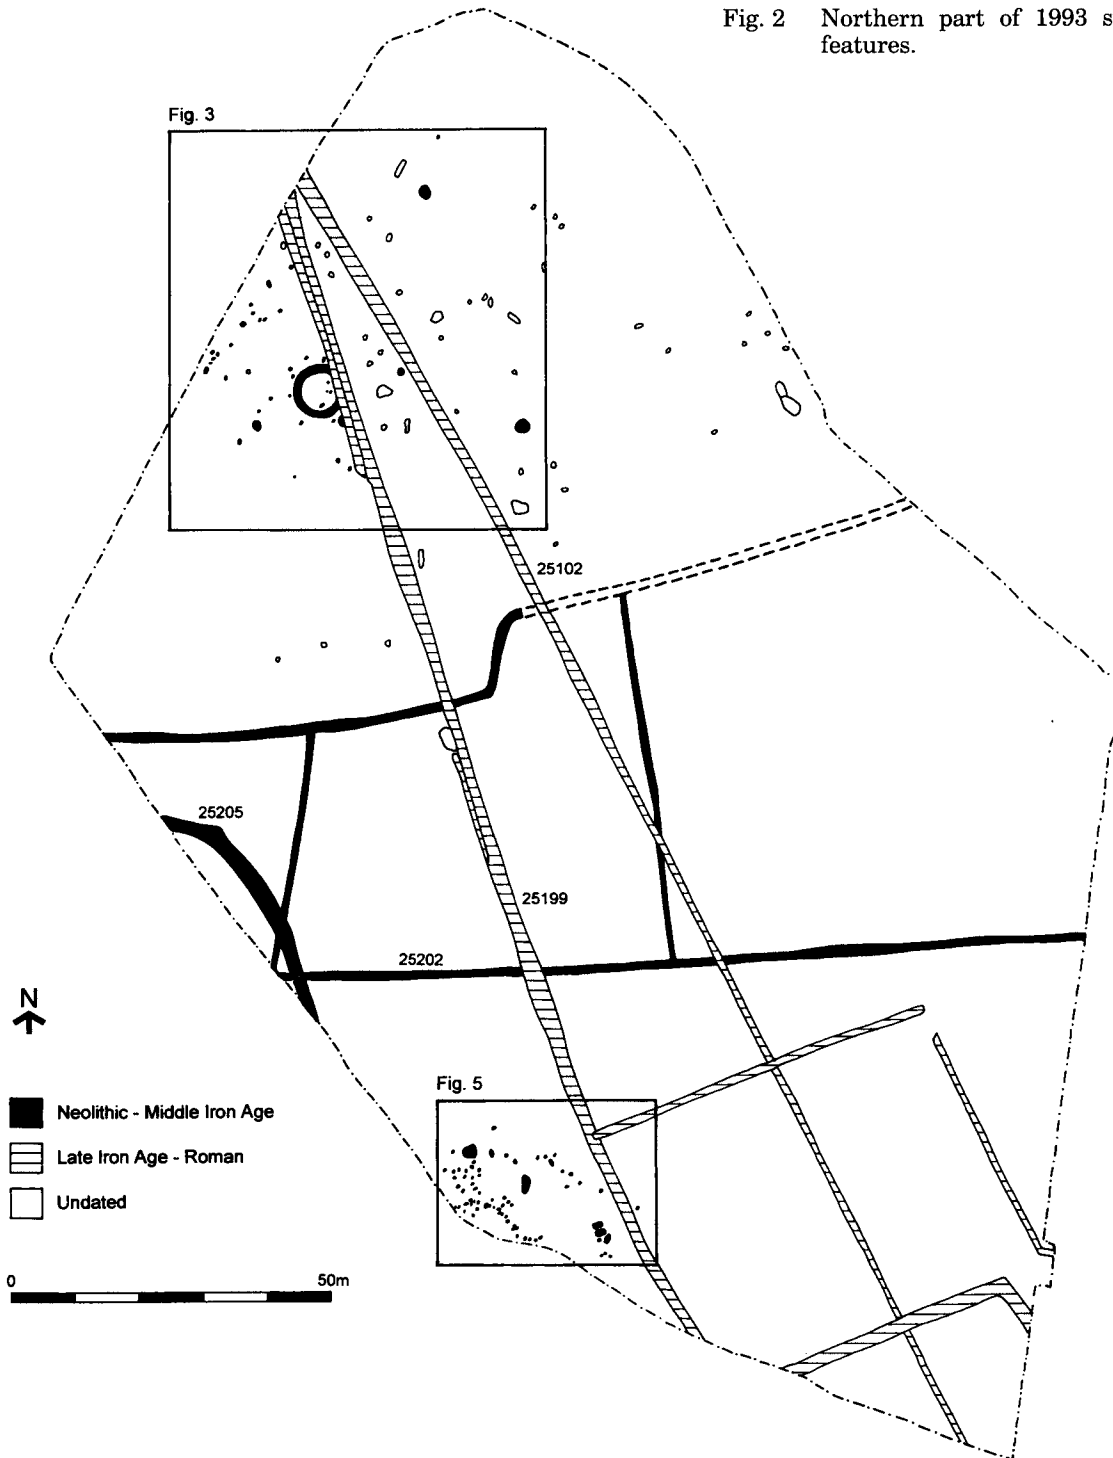 Fig. 2 Northern part of 1993 s
features.
Fig. 3
25102
25205
25199
25202
N
Fig. 5
Neolithic - Middle Iron Age
Late Iron Age - Roman
Undated
0 50m